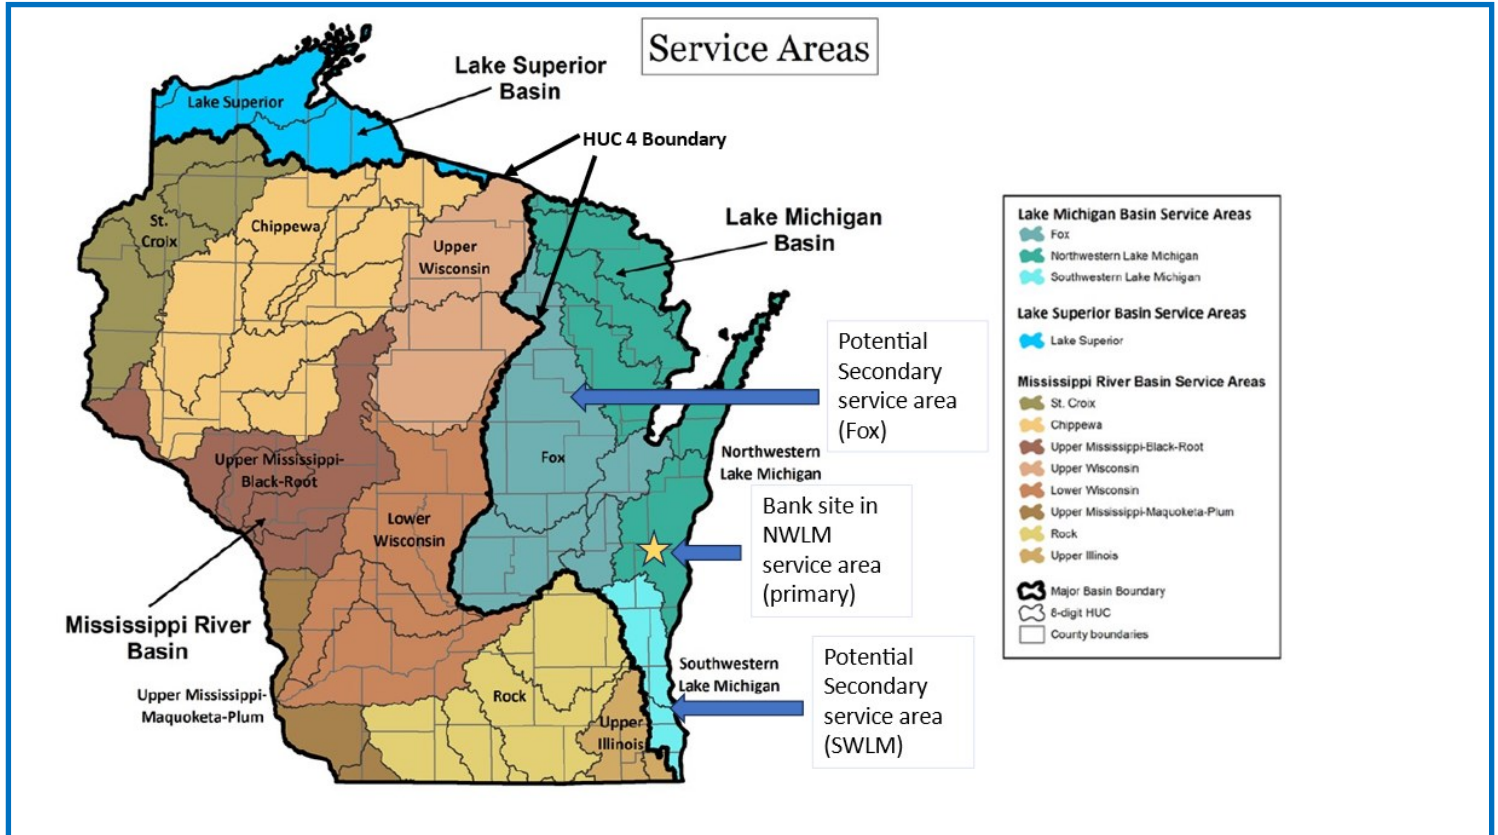 Service Areas
Lake Superior
Basin
Lake Superior
HUC 4 Boundary
St.
Croix
Chippewa
Upper
Wisconsin
Lake Michigan
Basin
Potential
Secondary
service area
(Fox)
Fox
Northwestern
Lake Michigan
Upper Mississippi-
Black-Root
Lower
Wisconsin
Bank site in
NWLM
service area
(primary)
Mississippi River
Basin
Upper Mississippi-
Maquoketa-Plum
Rock
Upper
Illinois
Southwestern
Lake Michigan
Potential
Secondary
service area
(SWLM)
Lake Michigan Basin Service Areas
Fox
Northwestern Lake Michigan
Southwestern Lake Michigan
Lake Superior Basin Service Areas
Lake Superior
Mississippi River Basin Service Areas
St. Croix
Chippewa
Upper Mississippi-Black-Root
Upper Wisconsin
Lower Wisconsin
Upper Mississippi-Maquoketa-Plum
Rock
Upper Illinois
Major Basin Boundary
8-digit HUC
County boundaries